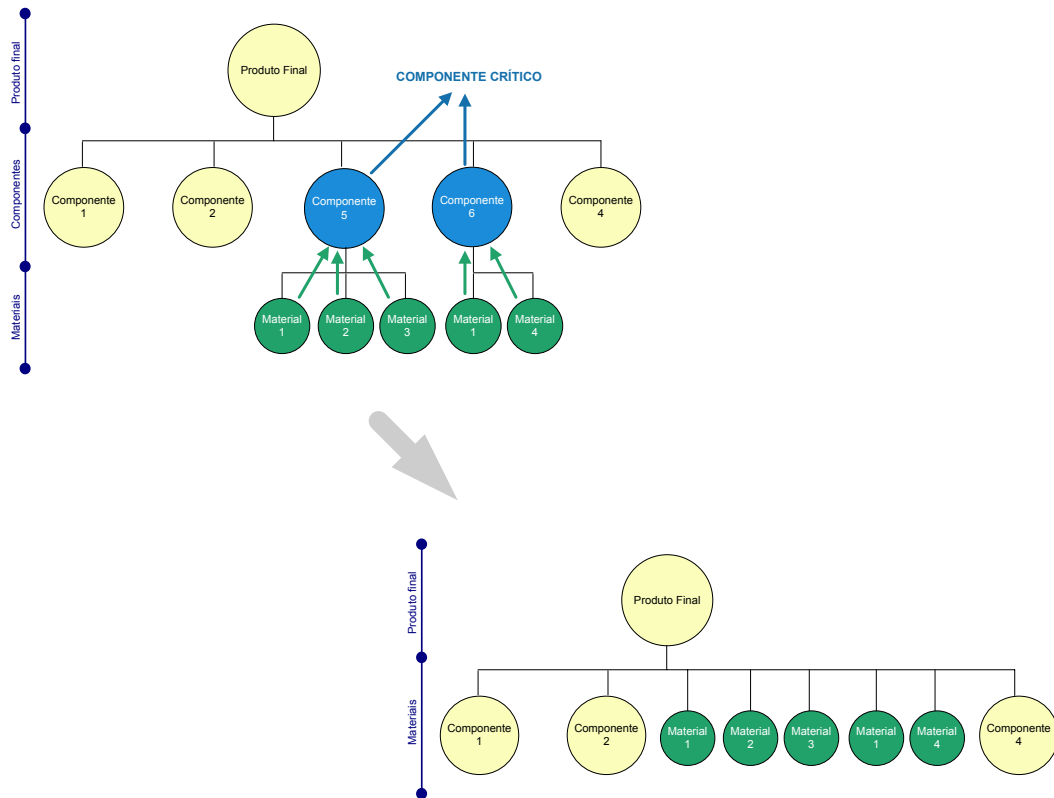 Produto final
Componentes
Materiais
Produto Final
COMPONENTE CRÍTICO
Componente
1
Componente
2
Componente
5
Componente
6
Componente
4
Material
1
Material
2
Material
3
Material
1
Material
4
Produto final
Materiais
Produto Final
Componente
1
Componente
2
Material
1
Material
2
Material
3
Material
1
Material
4
Componente
4